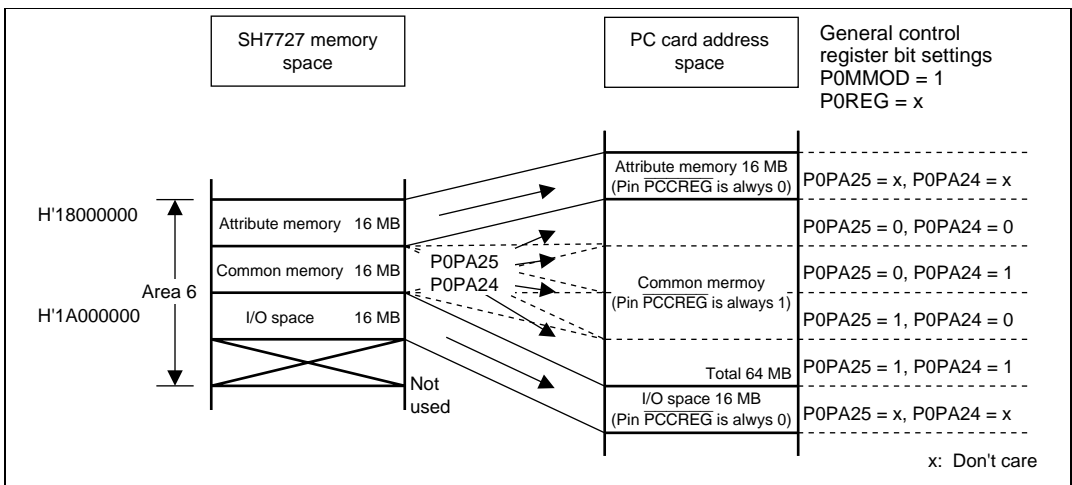 SH7727 memory
space
PC card address
space
General control
register bit settings
P0MMOD = 1
P0REG = x
H'18000000
Area 6
H'1A000000
Attribute memory 16 MB
Common memory 16 MB
I/O space 16 MB
Not
used
P0PA25
P0PA24
Attribute memory 16 MB
(Pin PCCREG is alwys 0)
Common mermoy
(Pin PCCREG is always 1)
Total 64 MB
I/O space 16 MB
(Pin PCCREG is alwys 0)
P0PA25 = x, P0PA24 = x
P0PA25 = 0, P0PA24 = 0
P0PA25 = 0, P0PA24 = 1
P0PA25 = 1, P0PA24 = 0
P0PA25 = 1, P0PA24 = 1
P0PA25 = x, P0PA24 = x
x: Don't care